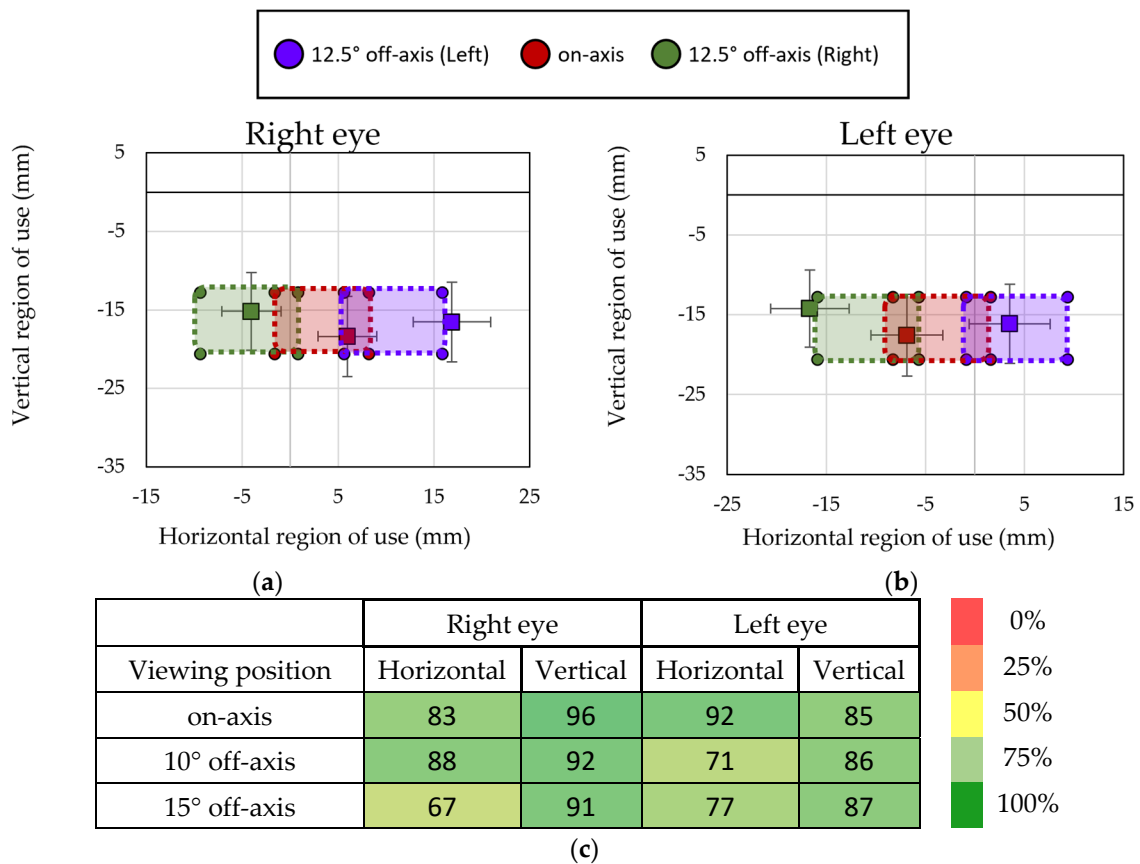 12.5° off-axis (Left) on-axis 12.5° off-axis (Right)
Right eye
Vertical region of use (mm)
5
-5
-15
-25
-35
-15 -5 5 15 25
Horizontal region of use (mm)
(a)
Left eye
Vertical region of use (mm)
5
-5
-15
-25
-35
-25 -15 -5 5 15
Horizontal region of use (mm)
(b)
Right eye Left eye
Viewing position Horizontal Vertical Horizontal Vertical
on-axis 83 96 92 85
10° off-axis 88 92 71 86
15° off-axis 67 91 77 87
0%
25%
50%
75%
100%
(c)